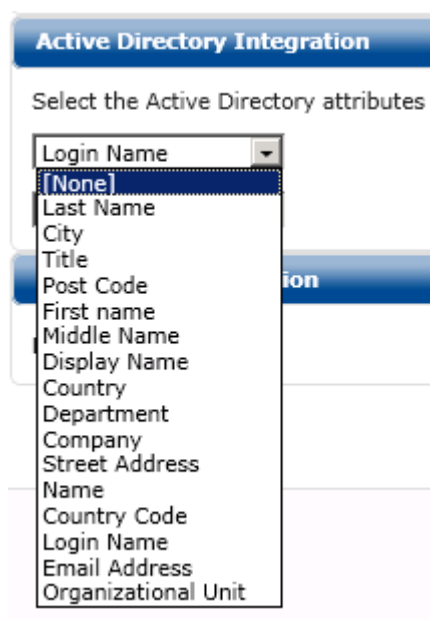 Active Directory Integration
Select the Active Directory attributes
Login Name
[None]
Last Name
City
Title
Post Code
ion
First name
Middle Name
Display Name
Country
Department
Company
Street Address
Name
Country Code
Login Name
Email Address
Organizational Unit